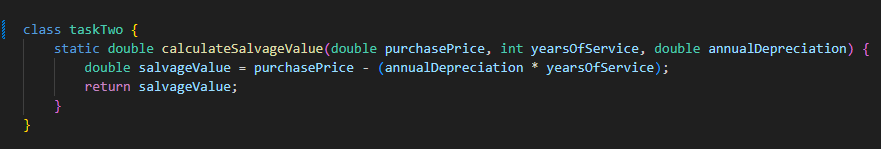 class taskTwo {
    static double calculateSalvageValue(double purchasePrice, int yearsOfService, double annualDepreciation) {
        double salvageValue = purchasePrice - (annualDepreciation * yearsOfService);
        return salvageValue;
    }
}